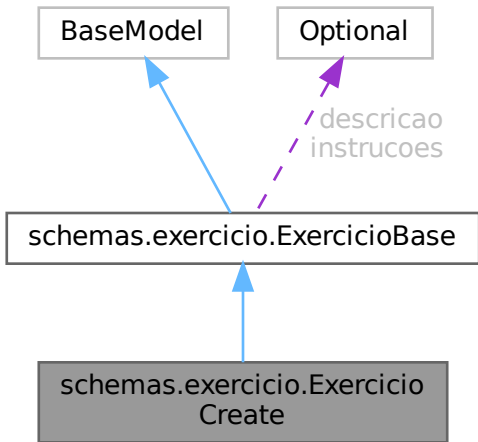 BaseModel
Optional
descricao
instrucoes
schemas.exercicio.ExercicioBase
schemas.exercicio.Exercicio
Create